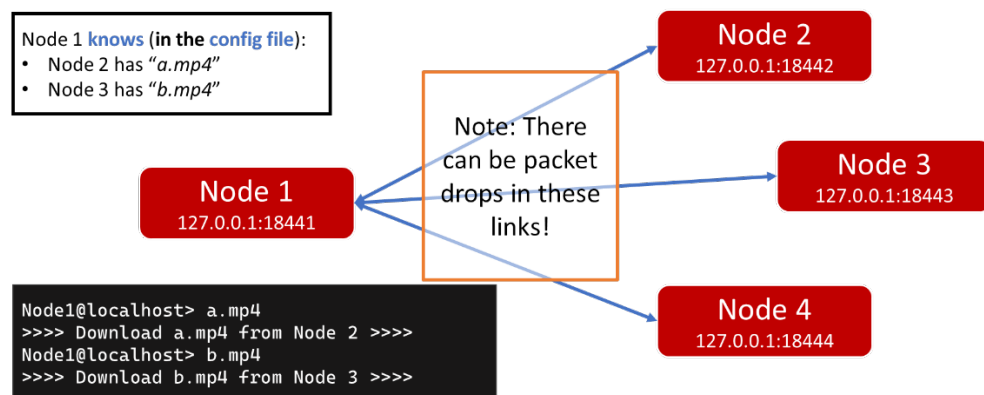 Node 1 knows (in the config file):
• Node 2 has “a.mp4”
• Node 3 has “b.mp4”
Node 2
127.0.0.1:18442
Note: There
can be packet
drops in these
links!
Node 1
127.0.0.1:18441
Node 3
127.0.0.1:18443
Node1@localhost> a.mp4
>>>> Download a.mp4 from Node 2 >>>>
Node1@localhost> b.mp4
>>>> Download b.mp4 from Node 3 >>>>
Node 4
127.0.0.1:18444